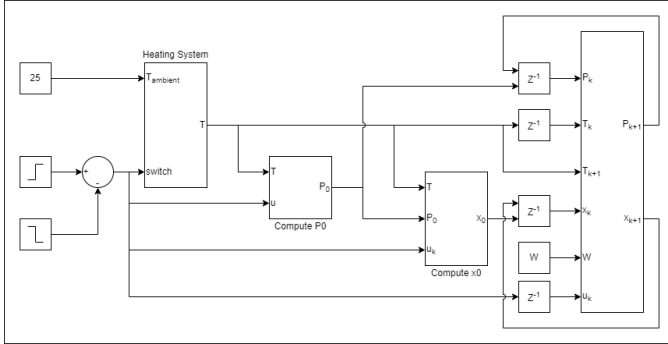 Heating System
25
T_ambient
T
switch
+
-
T
u
P_0
Compute P0
T
P_0
u_k
x_0
Compute x0
Z^-1
Z^-1
Z^-1
W
Z^-1
P_k
T_k
T_k+1
x_k
W
u_k
P_k+1
x_k+1